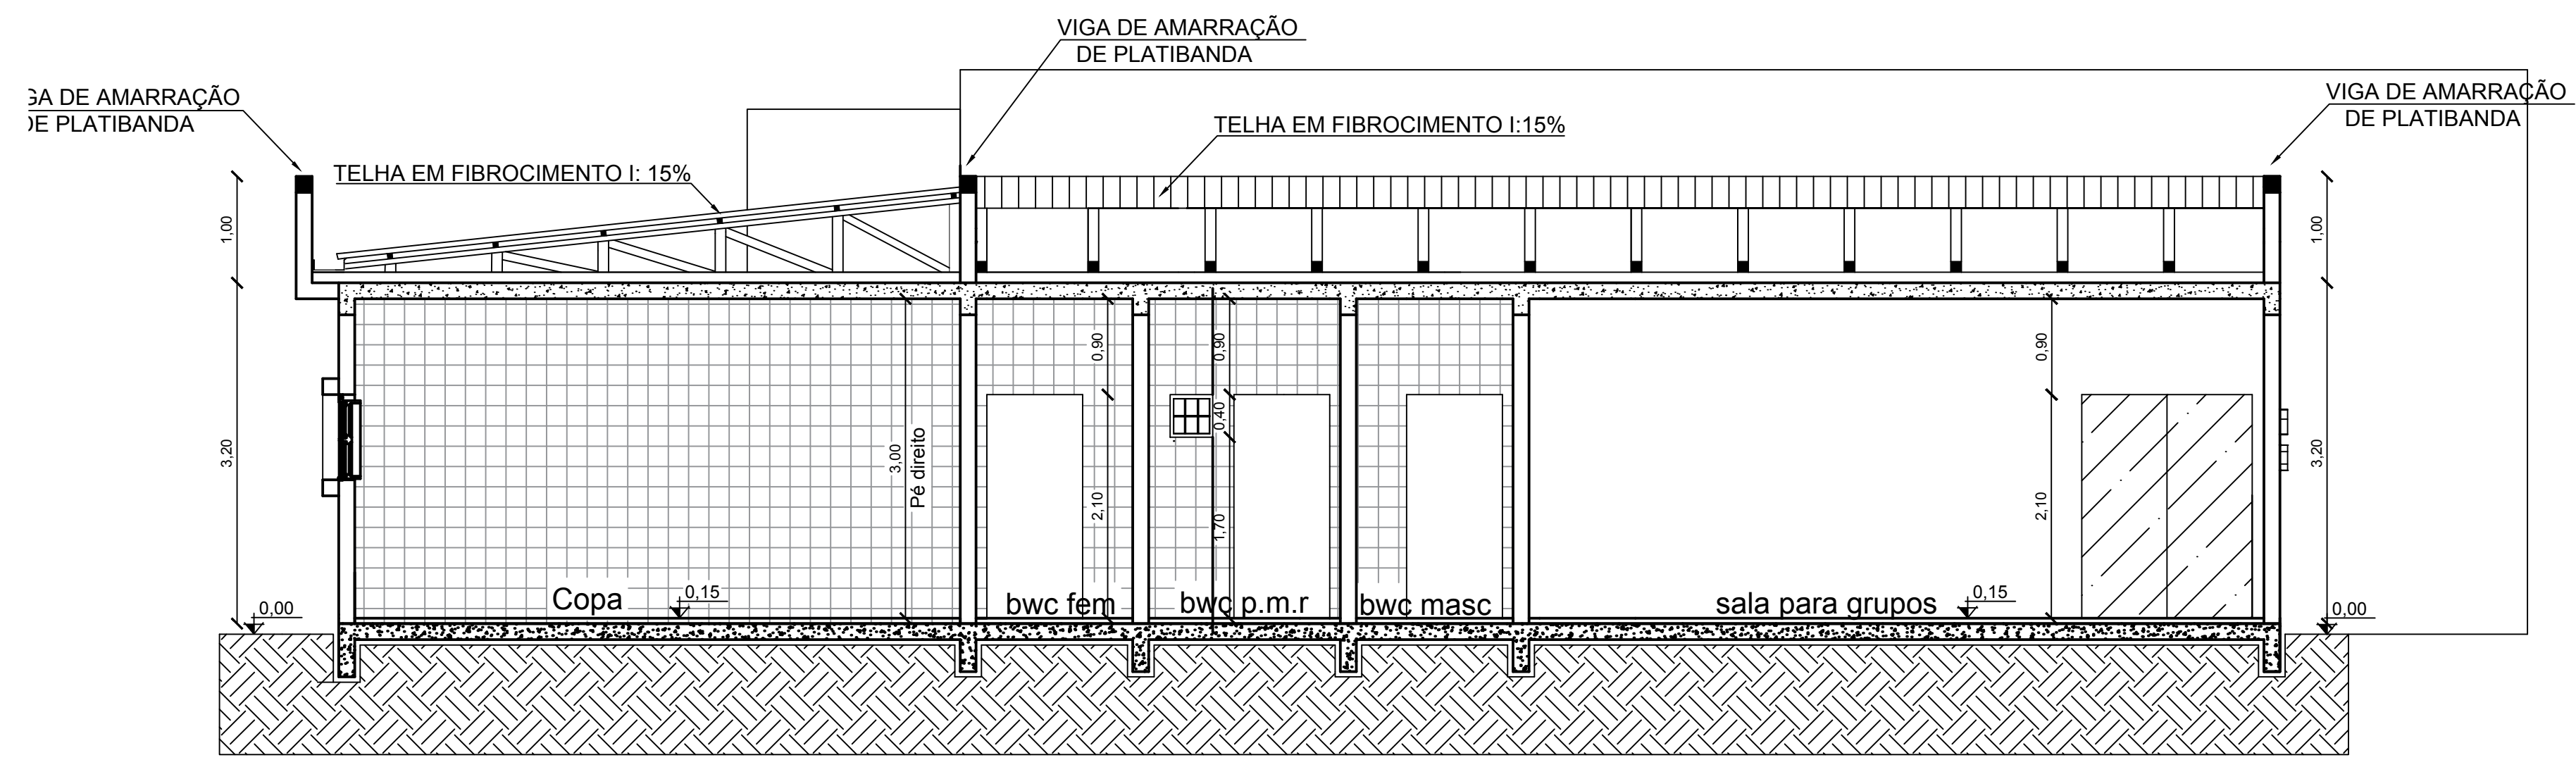 VIGA DE AMARRAÇÃO
DE PLATIBANDA
GA DE AMARRAÇÃO
DE PLATIBANDA
VIGA DE AMARRAÇÃO
DE PLATIBANDA
TELHA EM FIBROCIMENTO I:15%
TELHA EM FIBROCIMENTO I: 15%
1,00
1,00
0,90
0,90
0,90
0,40
3,20
3,00
Pé direito
3,20
2,10
1,70
2,10
Copa
0,15
bwc fem
bwc p.m.r
bwc masc
sala para grupos
0,15
0,00
0,00